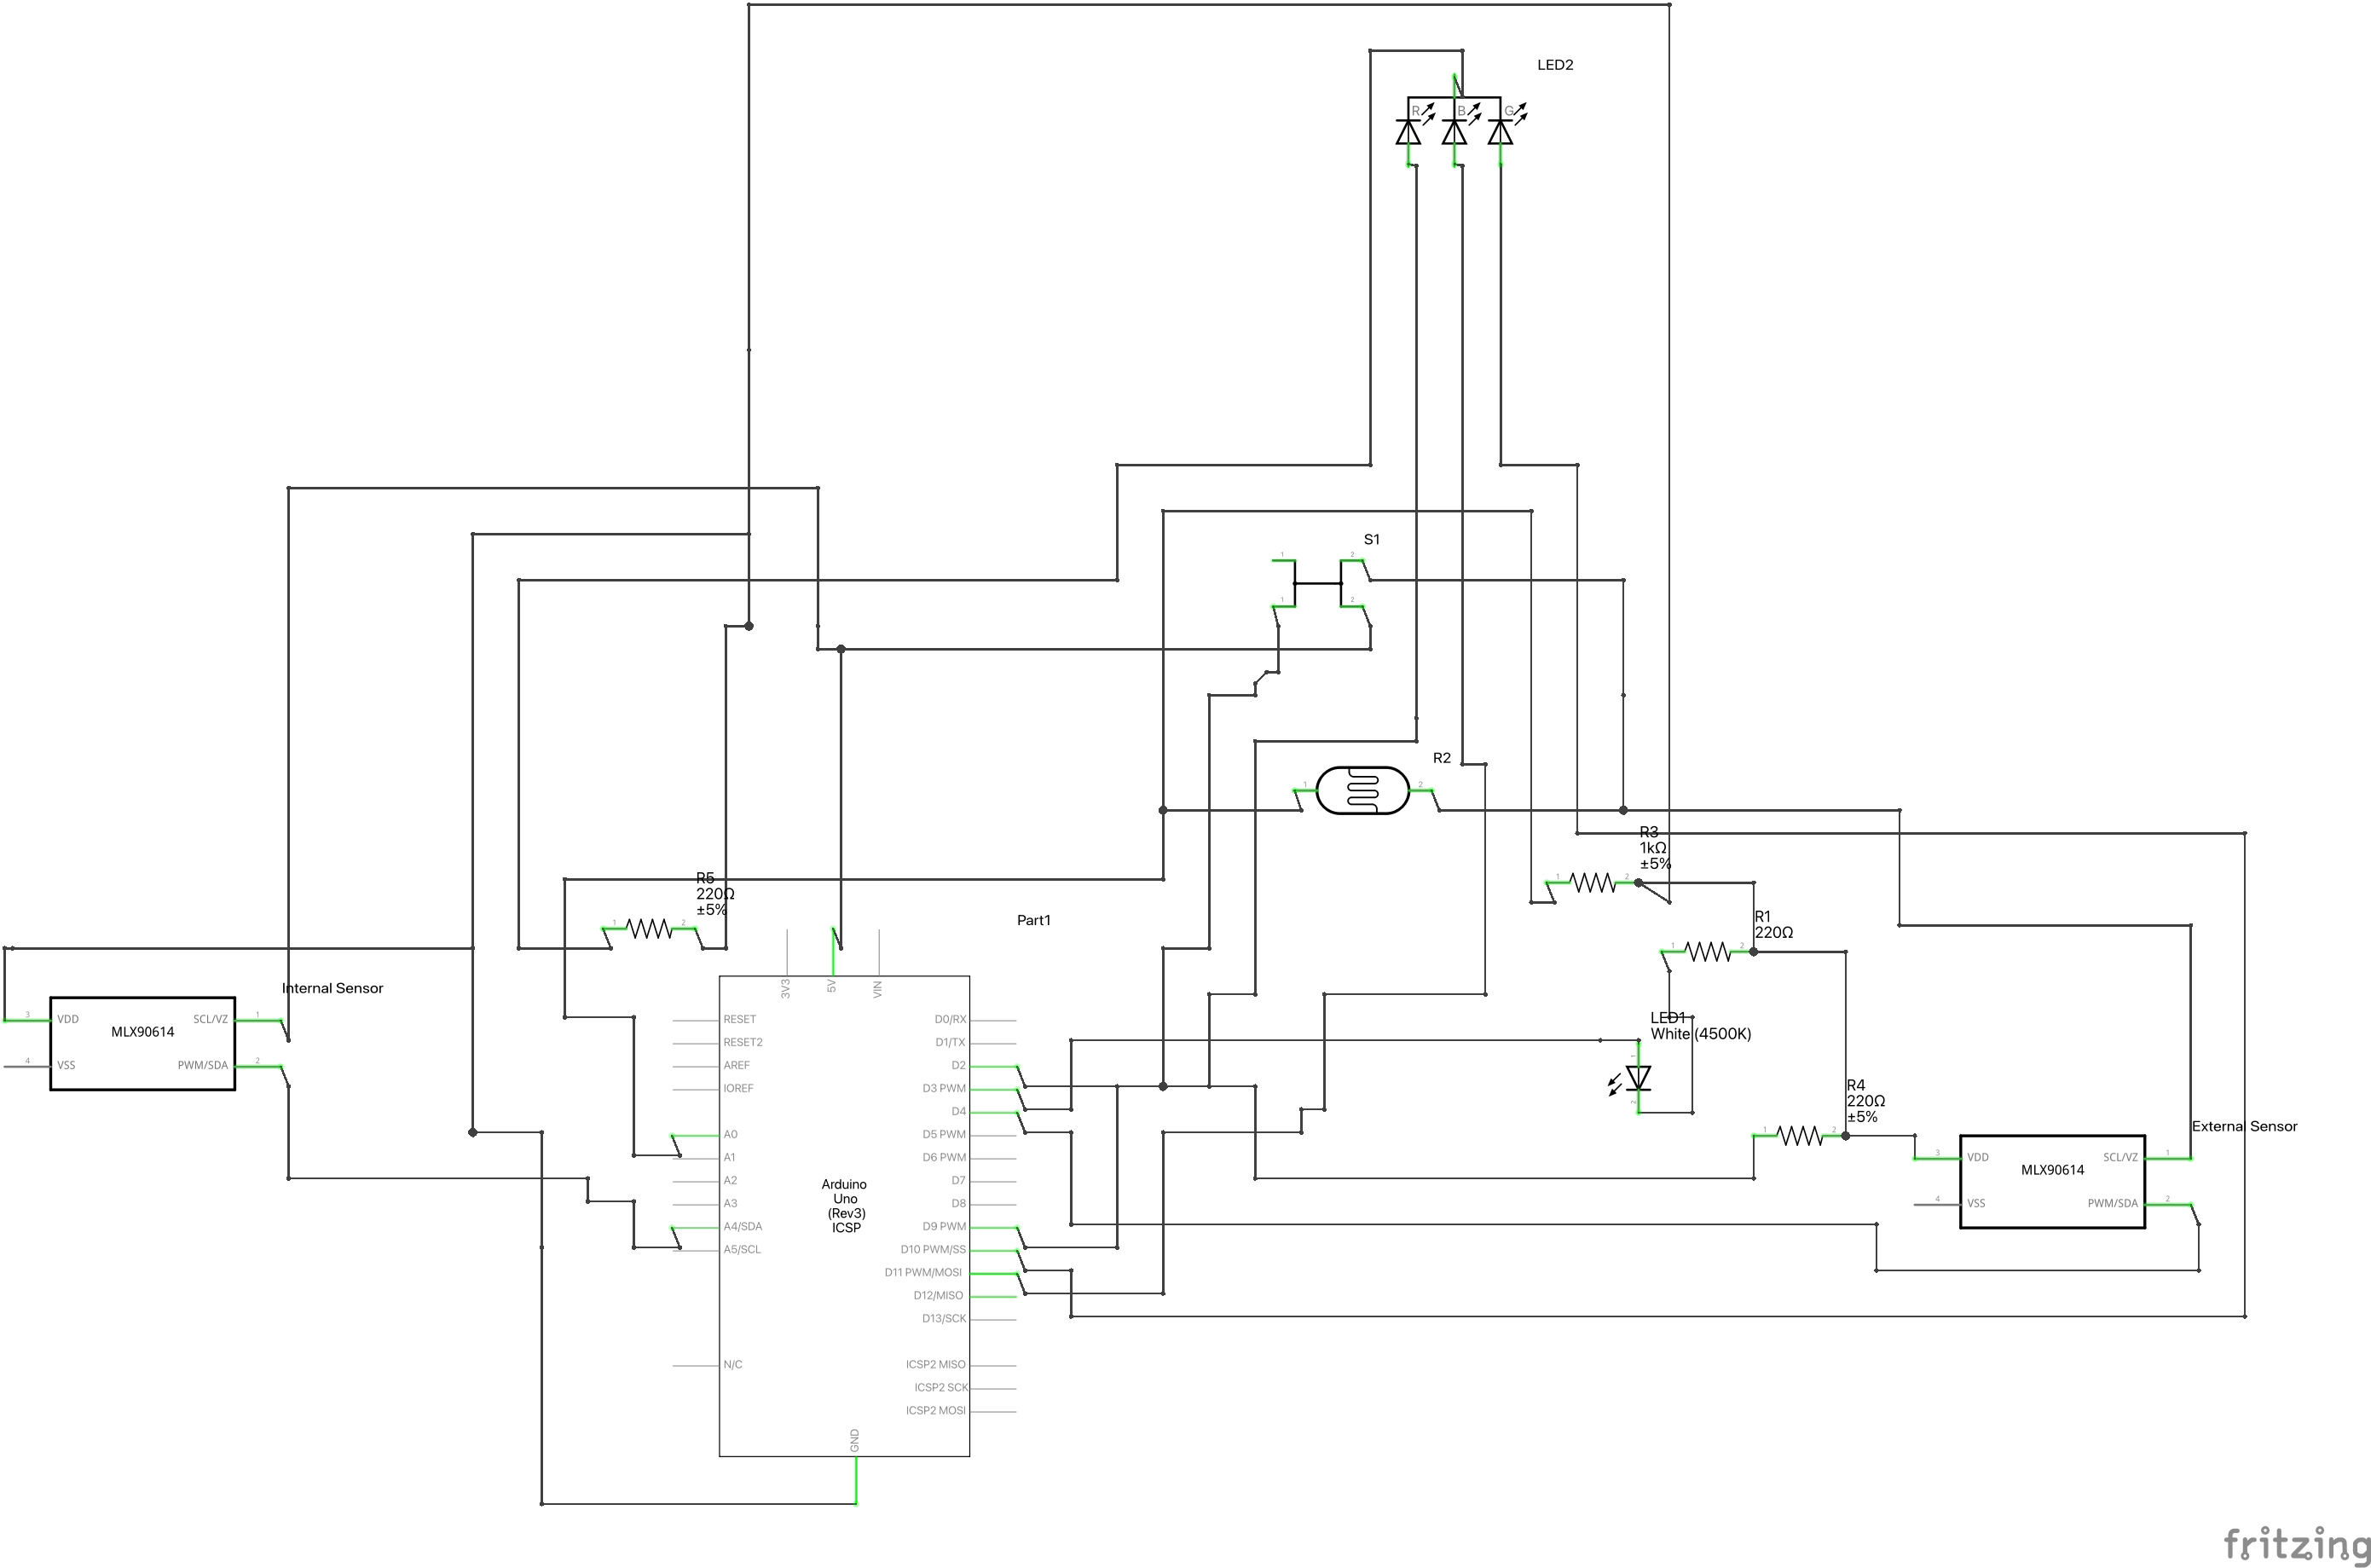 LED2
R
B
G
S1
1
2
1
2
R2
1
2
R3
1kΩ
±5%
1
2
R5
220Ω
±5%
1
2
Part1
R1
220Ω
1
2
Internal Sensor
3V3
5V
VIN
3
VDD
SCL/VZ
1
MLX90614
4
VSS
PWM/SDA
2
LED1
White (4500K)
1
2
RESET
D0/RX
RESET2
D1/TX
AREF
D2
IOREF
D3 PWM
D4
A0
D5 PWM
A1
D6 PWM
A2
D7
A3
D8
A4/SDA
D9 PWM
A5/SCL
D10 PWM/SS
D11 PWM/MOSI
D12/MISO
D13/SCK
N/C
ICSP2 MISO
ICSP2 SCK
ICSP2 MOSI
GND
Arduino
Uno
(Rev3)
ICSP
R4
220Ω
±5%
1
2
External Sensor
3
VDD
SCL/VZ
1
MLX90614
4
VSS
PWM/SDA
2
fritzing